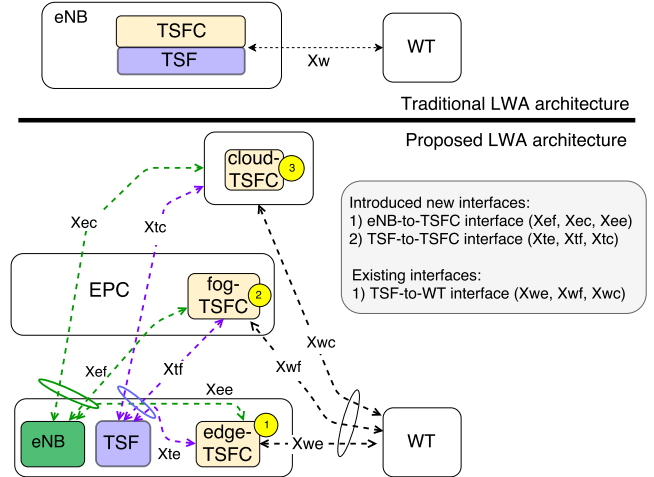 eNB
TSFC
TSF
Xw
WT
Traditional LWA architecture
Proposed LWA architecture
cloud-
TSFC
3
Xec
Xtc
Introduced new interfaces:
1) eNB-to-TSFC interface (Xef, Xec, Xee)
2) TSF-to-TSFC interface (Xte, Xtf, Xtc)
Existing interfaces:
1) TSF-to-WT interface (Xwe, Xwf, Xwc)
EPC
fog-
TSFC
2
Xwc
Xef
Xtf
Xwf
Xee
eNB
TSF
Xte
edge-
TSFC
1
Xwe
WT